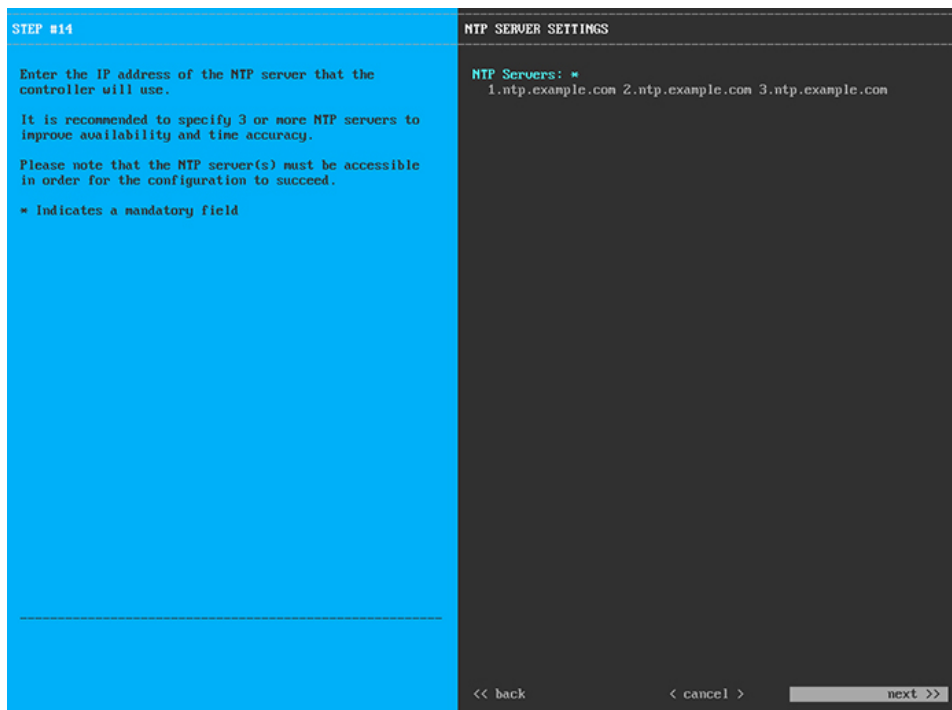 STEP #14
Enter the IP address of the NTP server that the
controller will use.
It is recommended to specify 3 or more NTP servers to
improve availability and time accuracy.
Please note that the NTP server(s) must be accessible
in order for the configuration to succeed.
* Indicates a mandatory field
NTP SERVER SETTINGS
NTP Servers: *
1.ntp.example.com 2.ntp.example.com 3.ntp.example.com
<< back < cancel > next >>